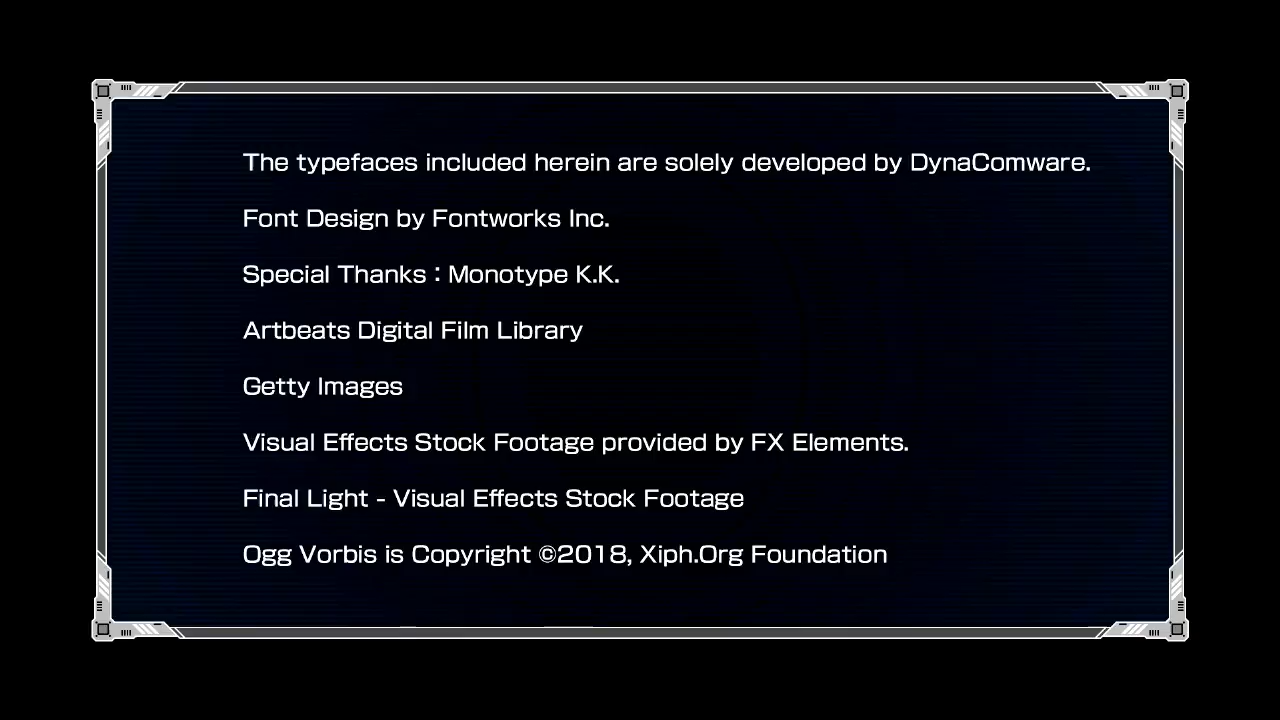 The typefaces included herein are solely developed by DynaComware.
Font Design by Fontworks Inc.
Special Thanks : Monotype K.K.
Artbeats Digital Film Library
Getty Images
Visual Effects Stock Footage provided by FX Elements.
Final Light - Visual Effects Stock Footage
Ogg Vorbis is Copyright ©2018, Xiph.Org Foundation